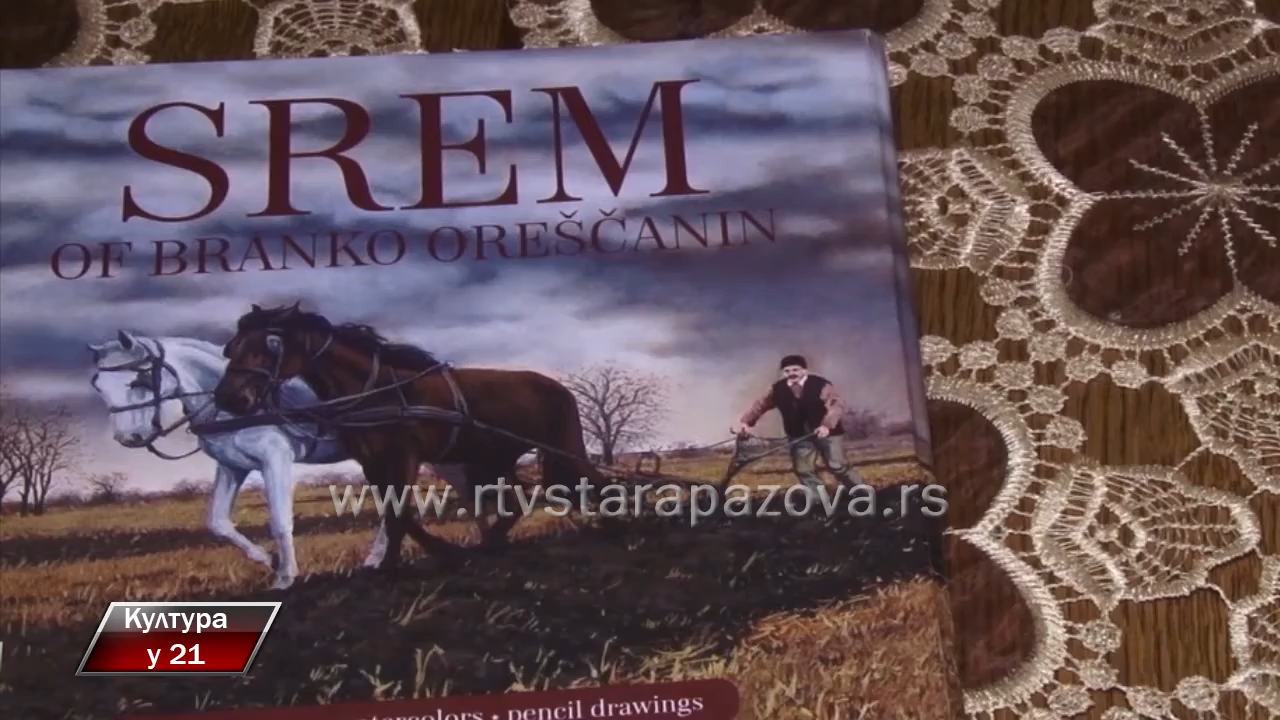 SREM
OF BRANKO OREŠČANIN
www.rtvstarapazova.rs
Култура
у 21
• pencil drawings